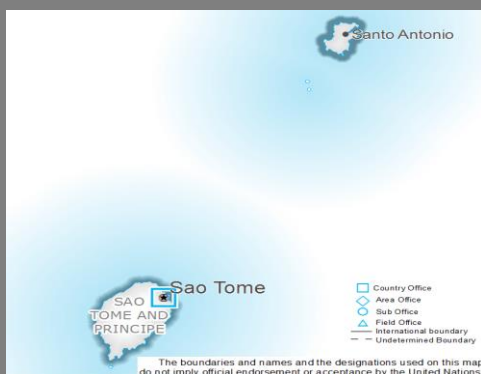 Santo Antonio
Sao Tome
SAO
TOME AND
PRINCIPE
Country Office
Area Office
Sub Office
Field Office
International boundary
Undetermined Boundary
The boundaries and names and the designations used on this map
do not imply official endorsement or acceptance by the United Nations